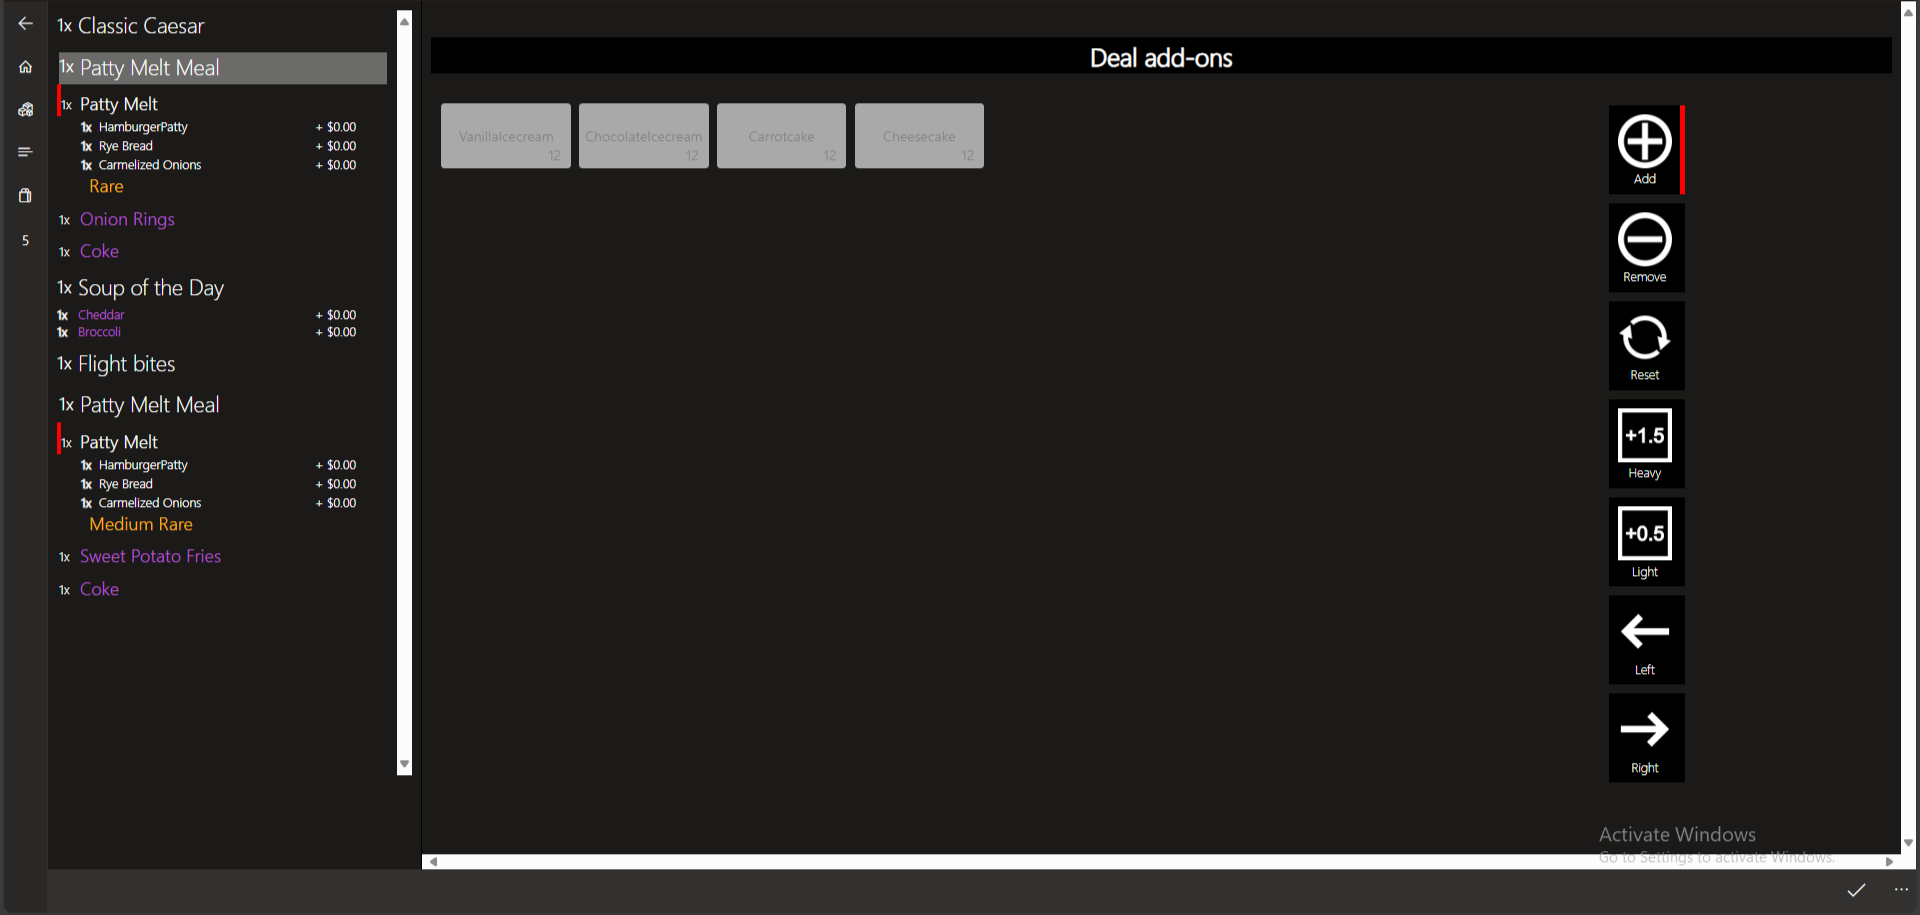 1x Classic Caesar
1x Patty Melt Meal
1x Patty Melt
1x HamburgerPatty + $0.00
1x Rye Bread + $0.00
1x Carmelized Onions + $0.00
Rare
1x Onion Rings
1x Coke
1x Soup of the Day
1x Cheddar + $0.00
1x Broccoli + $0.00
1x Flight bites
1x Patty Melt Meal
1x Patty Melt
1x HamburgerPatty + $0.00
1x Rye Bread + $0.00
1x Carmelized Onions + $0.00
Medium Rare
1x Sweet Potato Fries
1x Coke
5
Deal add-ons
VanillaIcecream
12
ChocolateIcecream
12
Carrotcake
12
Cheesecake
12
Add
Remove
Reset
+1.5
Heavy
+0.5
Light
Left
Right
Activate Windows
Go to Settings to activate Windows.